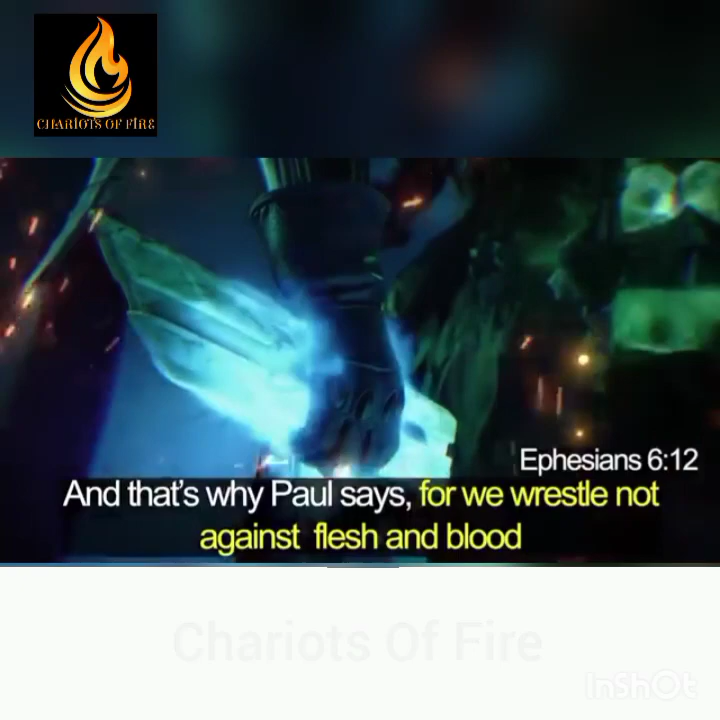 CHARIOTS OF FIRE
Ephesians 6:12
And that's why Paul says, for we wrestle not
against flesh and blood
Chariots Of Fire
InShOt